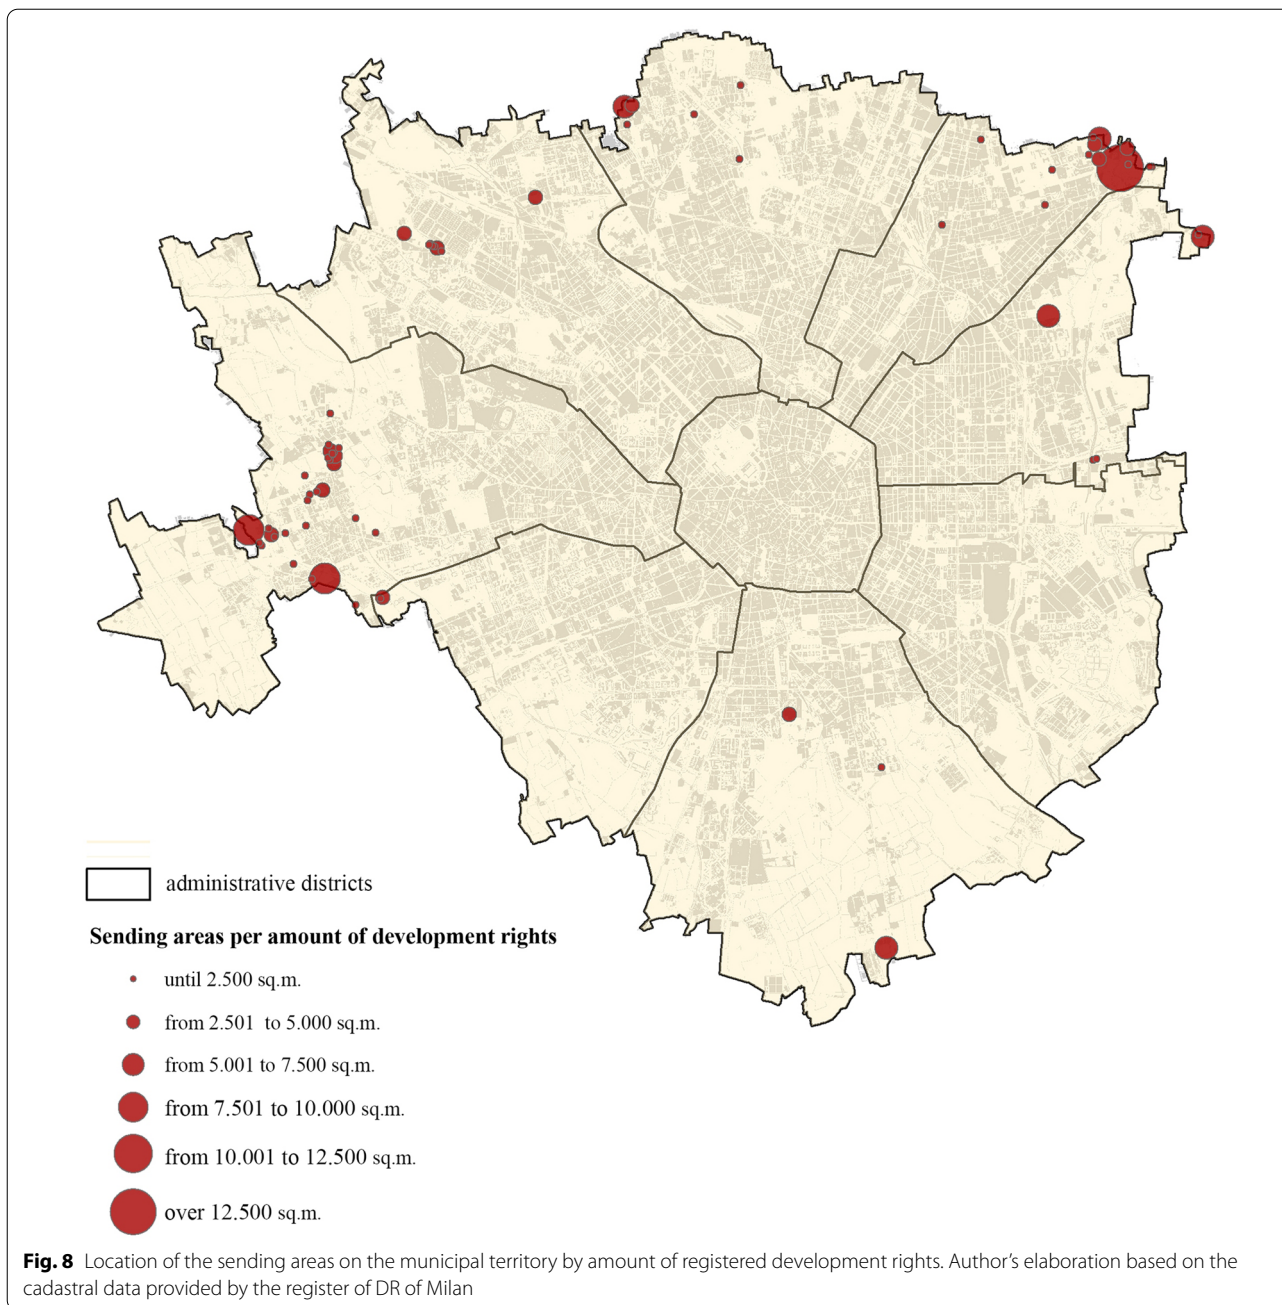 administrative districts
Sending areas per amount of development rights
until 2.500 sq.m.
from 2.501 to 5.000 sq.m.
from 5.001 to 7.500 sq.m.
from 7.501 to 10.000 sq.m.
from 10.001 to 12.500 sq.m.
over 12.500 sq.m.
Fig. 8 Location of the sending areas on the municipal territory by amount of registered development rights. Author’s elaboration based on the
cadastral data provided by the register of DR of Milan